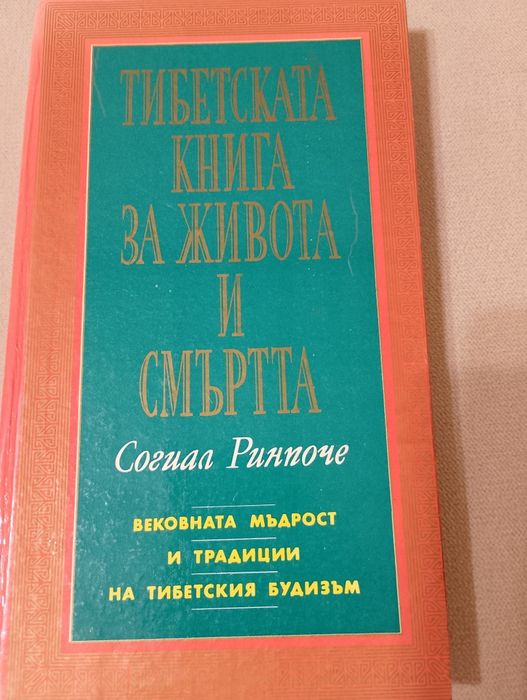 ТИБЕТСКАТА
КНИГА
ЗА ЖИВОТА
И
СМЪРТТА
Согиал Ринпоче
ВЕКОВНАТА МЪДРОСТ
И ТРАДИЦИИ
НА ТИБЕТСКИЯ БУДИЗЪМ